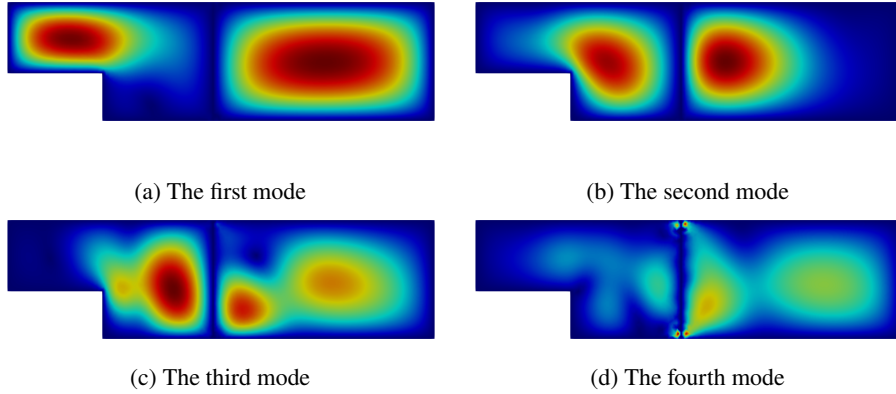 (a) The first mode
(b) The second mode
(c) The third mode
(d) The fourth mode